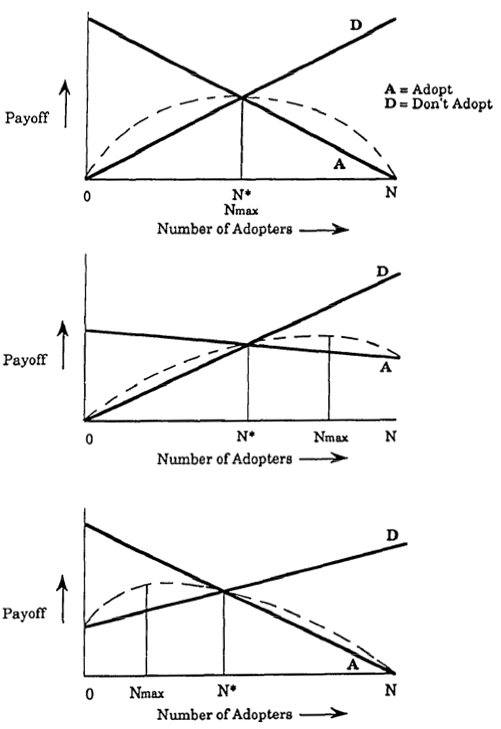 D
A = Adopt
D = Don't Adopt
Payoff
A
0
N*
N
Nmax
Number of Adopters
D
Payoff
A
0
N*
Nmax
N
Number of Adopters
D
Payoff
A
0
Nmax
N*
N
Number of Adopters